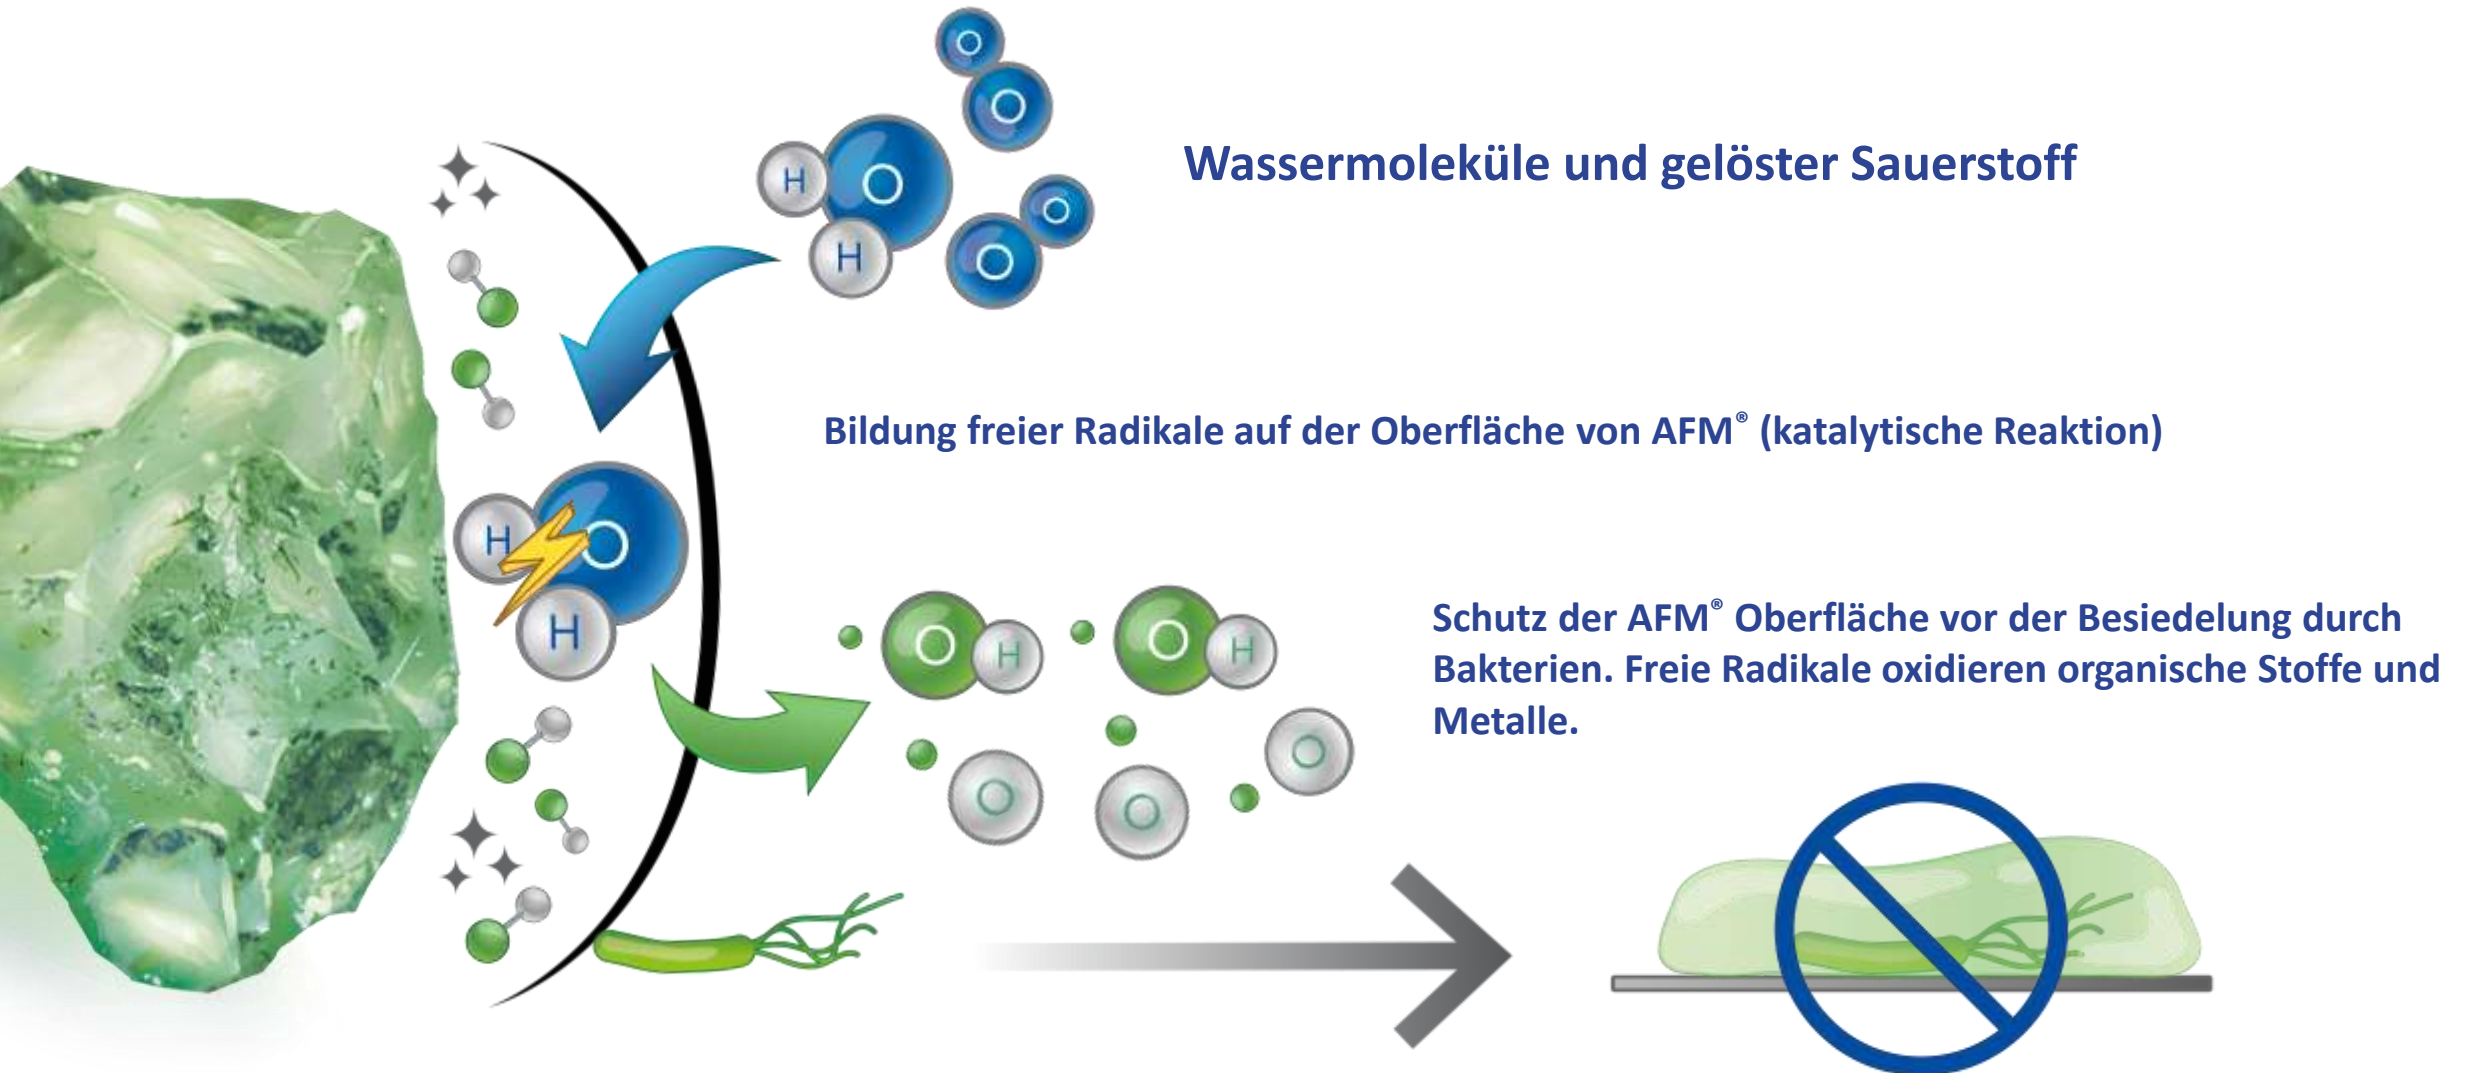 O
O
H
O
H
O
O
Wassermoleküle und gelöster Sauerstoff
Bildung freier Radikale auf der Oberfläche von AFM® (katalytische Reaktion)
H
O
H
O
H
O
H
O
O
O
Schutz der AFM® Oberfläche vor der Besiedelung durch
Bakterien. Freie Radikale oxidieren organische Stoffe und
Metalle.